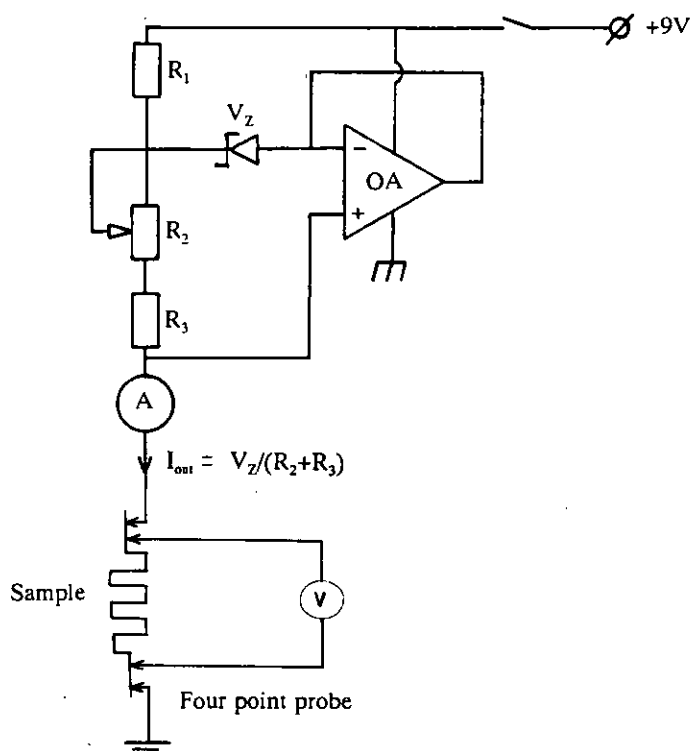 +9V
R1
VZ
OA
−
+
R2
R3
A
Iout = VZ/(R2+R3)
Sample
V
Four point probe